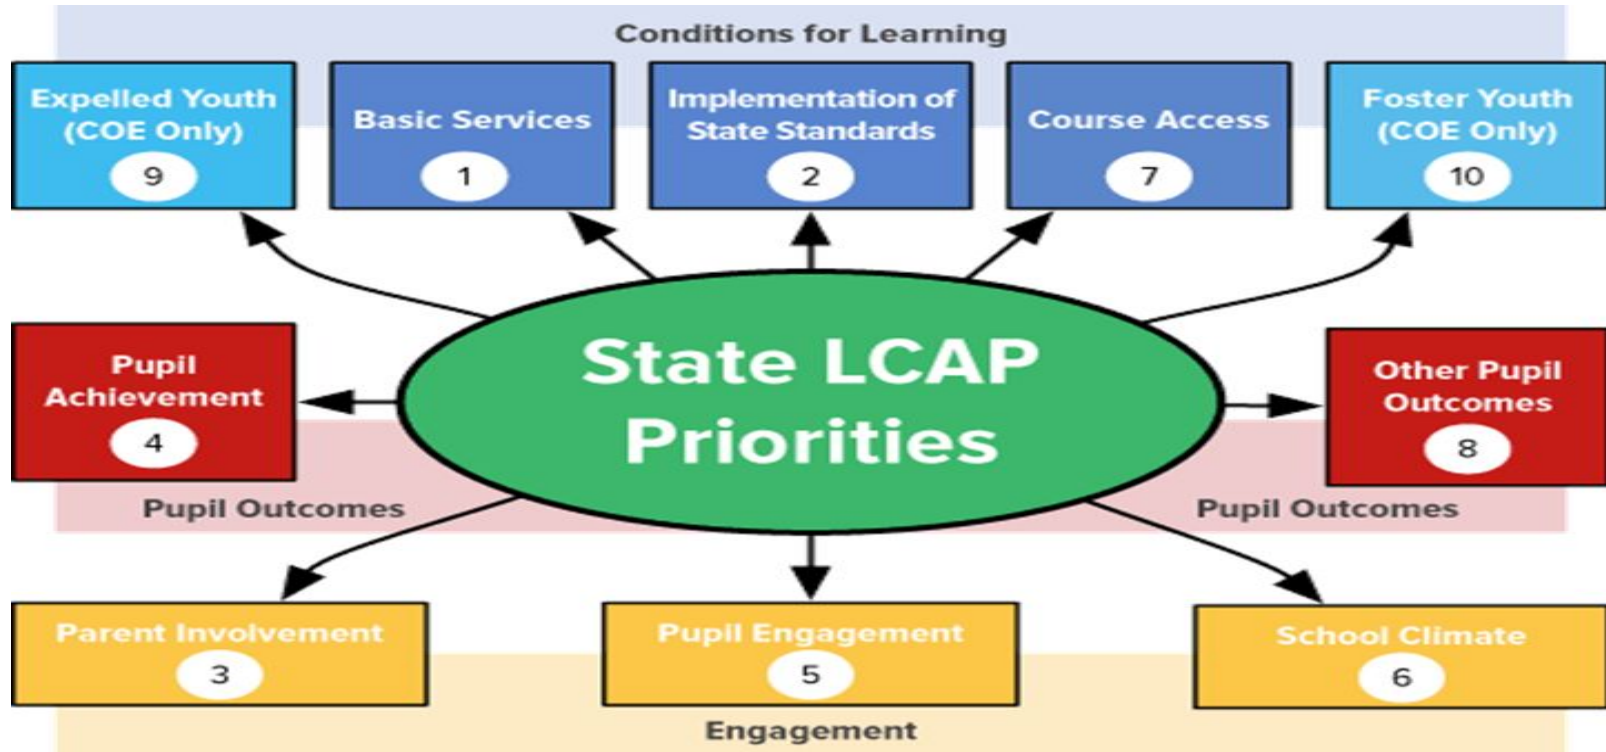 Conditions for Learning
Expelled Youth
(COE Only)
9
Basic Services
1
Implementation of
State Standards
2
Course Access
7
Foster Youth
(COE Only)
10
State LCAP
Priorities
Pupil
Achievement
4
Pupil Outcomes
Other Pupil
Outcomes
8
Pupil Outcomes
Parent Involvement
3
Pupil Engagement
5
School Climate
6
Engagement